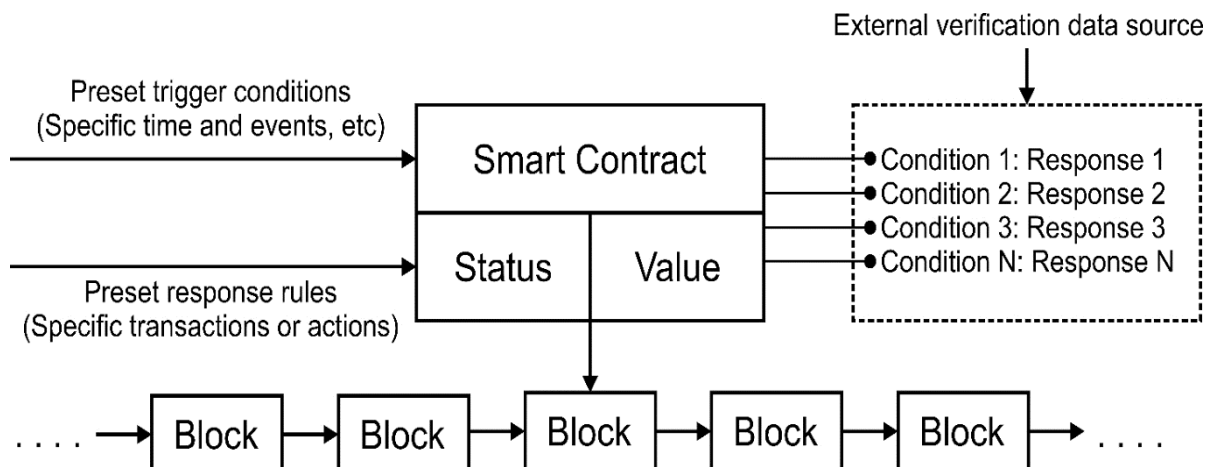 External verification data source
Preset trigger conditions
(Specific time and events, etc)
Smart Contract
Condition 1: Response 1
Condition 2: Response 2
Condition 3: Response 3
Condition N: Response N
Status
Value
Preset response rules
(Specific transactions or actions)
. . . .
Block
Block
Block
Block
Block
. . . .